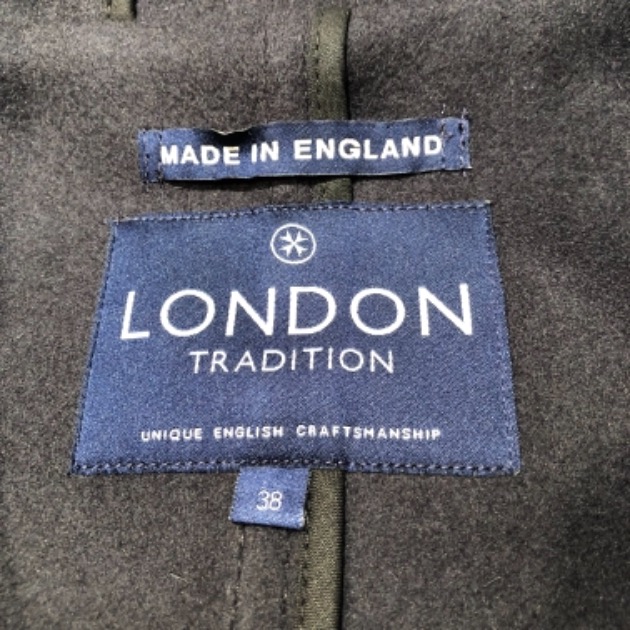 MADE IN ENGLAND
LONDON
TRADITION
UNIQUE ENGLISH CRAFTSMANSHIP
38